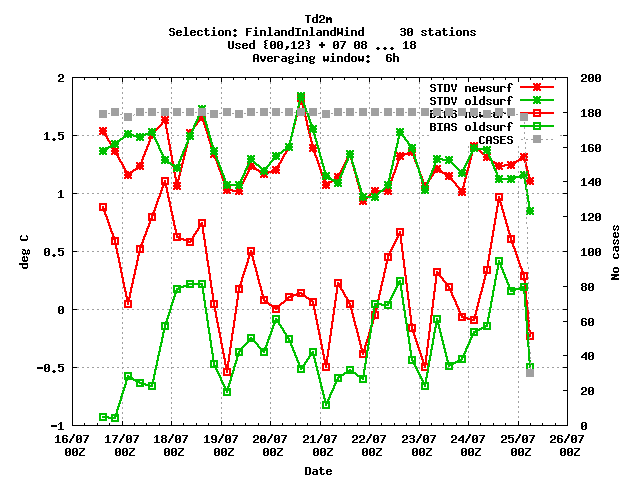 Td2m
Selection: FinlandInlandWind 30 stations
Used {00,12} + 07 08 ... 18
Averaging window: 6h
2 200
STDV newsurf
STDV oldsurf
180
BIAS newsurf
BIAS oldsurf
1.5
CASES
160
140
1
120
deg C
0.5 100
No cases
80
0
60
40
-0.5
20
-1 0
16/07 17/07 18/07 19/07 20/07 21/07 22/07 23/07 24/07 25/07 26/07
00Z 00Z 00Z 00Z 00Z 00Z 00Z 00Z 00Z 00Z 00Z
Date